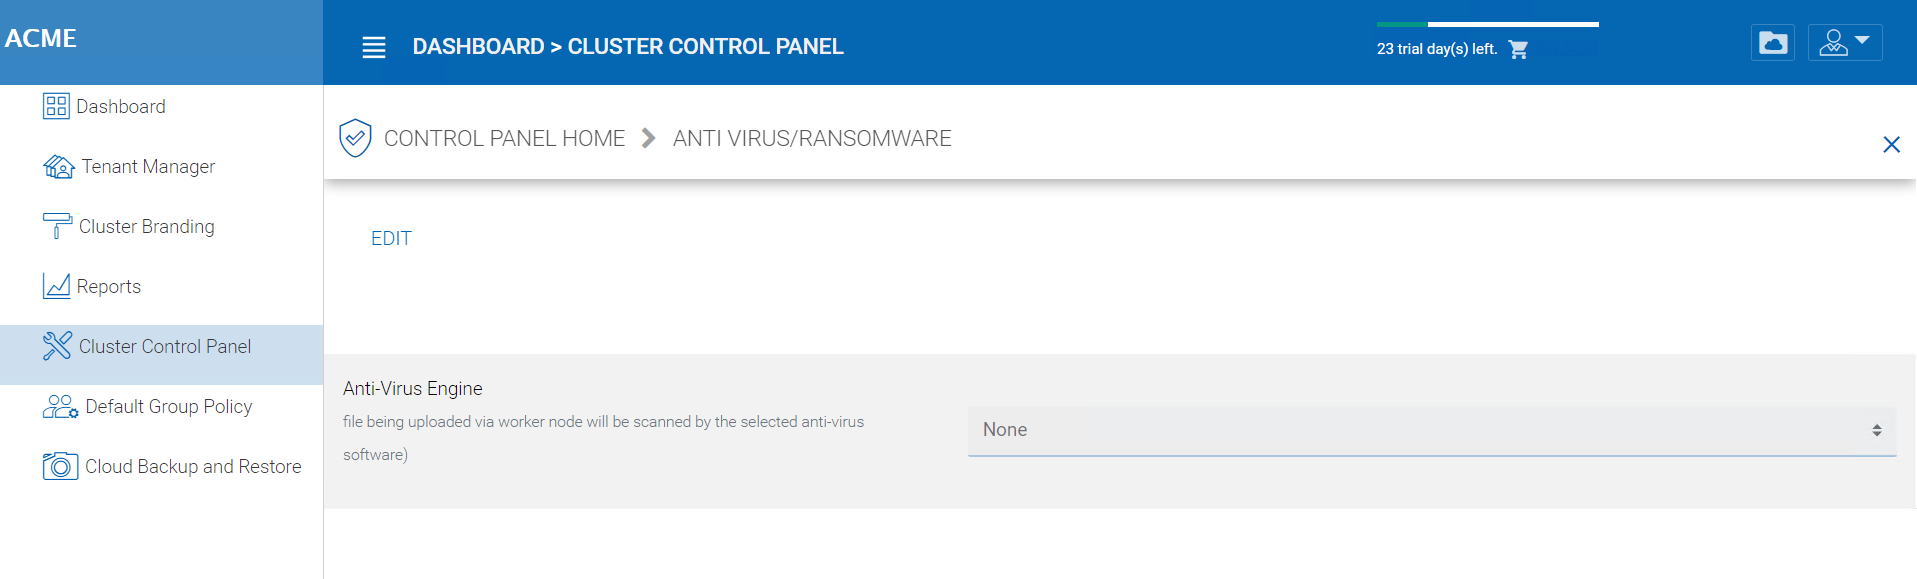 ACME
DASHBOARD > CLUSTER CONTROL PANEL
23 trial day(s) left.
Dashboard
Tenant Manager
Cluster Branding
Reports
Cluster Control Panel
Default Group Policy
Cloud Backup and Restore
CONTROL PANEL HOME
ANTI VIRUS/RANSOMWARE
EDIT
Anti-Virus Engine
file being uploaded via worker node will be scanned by the selected anti-virus
software)
None